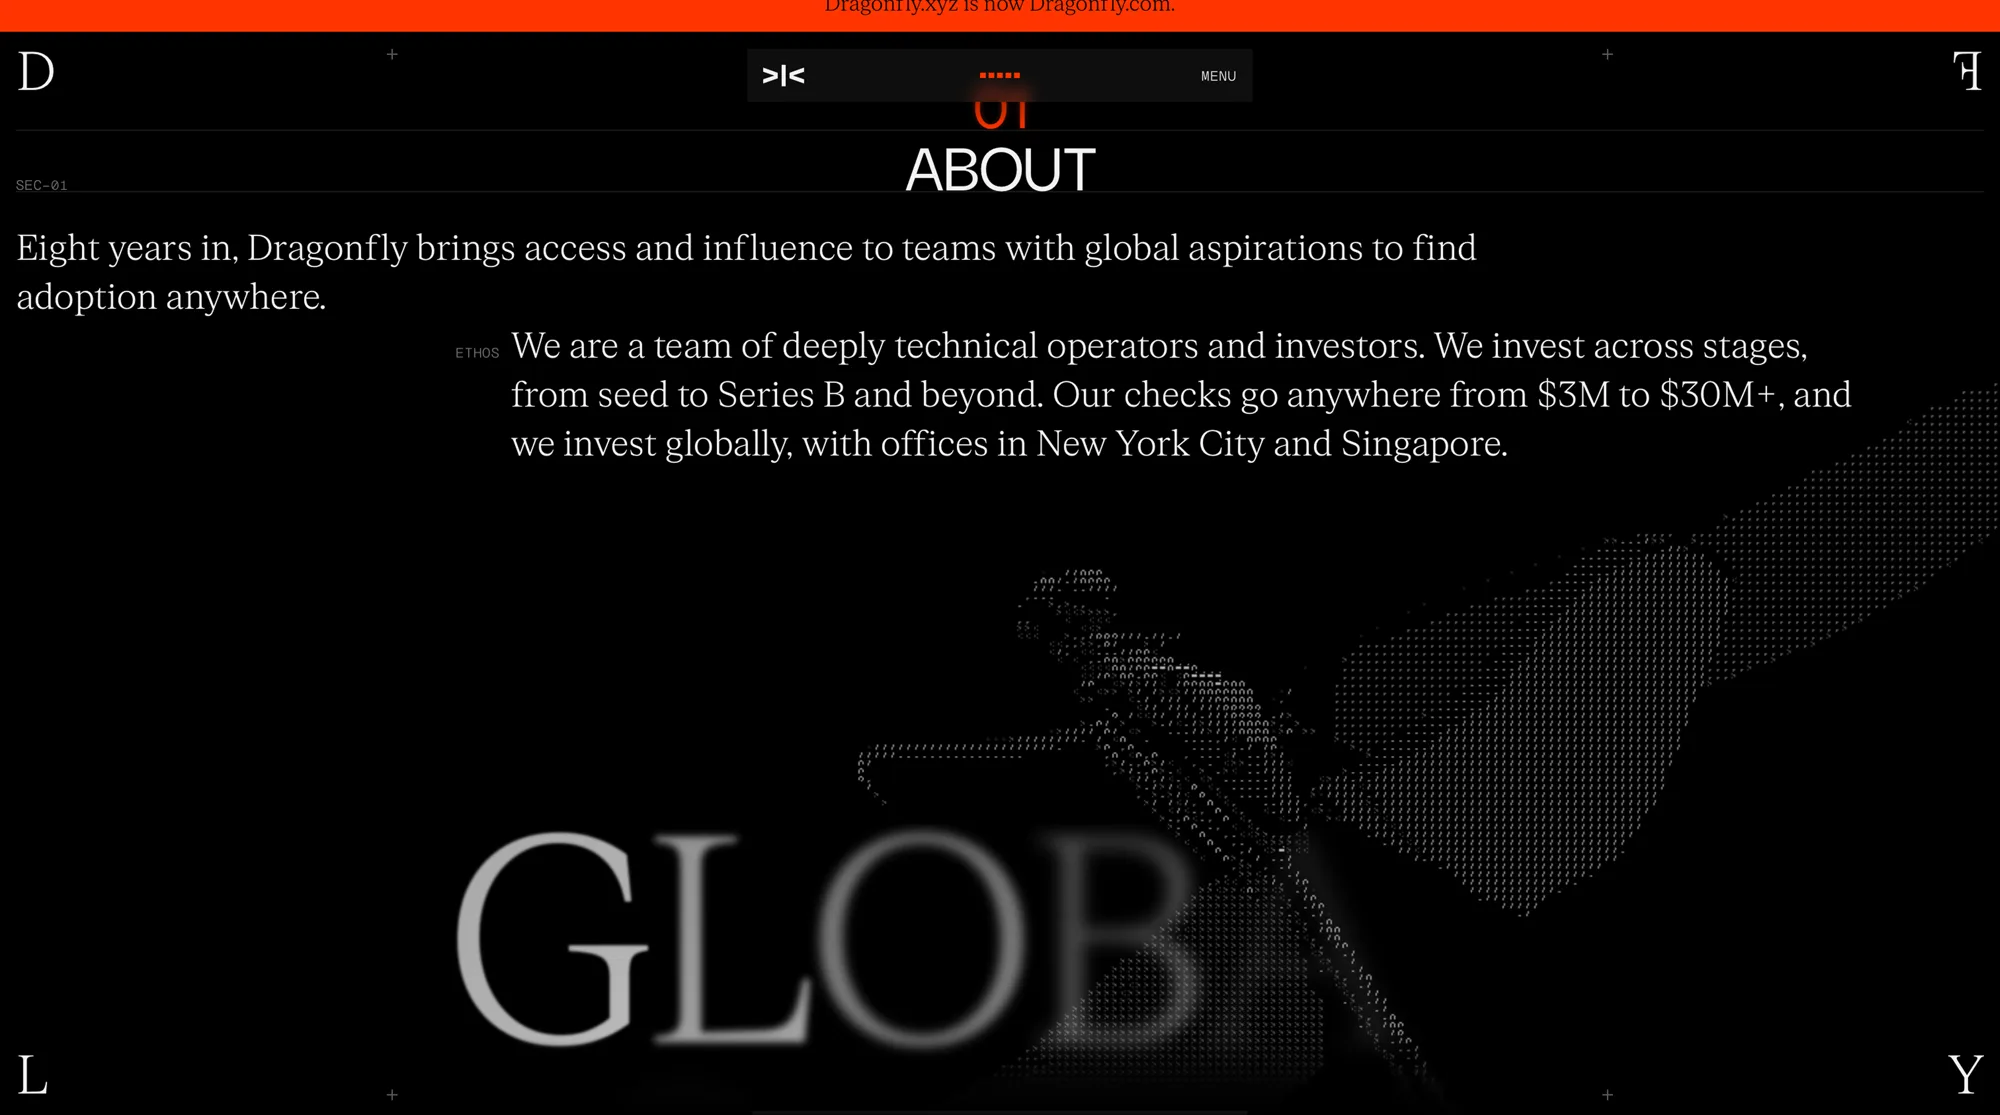 Dragonfly.xyz is now Dragonfly.com.
D
F
>|<
MENU
01
ABOUT
SEC-01
Eight years in, Dragonfly brings access and influence to teams with global aspirations to find
adoption anywhere.
ETHOS
We are a team of deeply technical operators and investors. We invest across stages,
from seed to Series B and beyond. Our checks go anywhere from $3M to $30M+, and
we invest globally, with offices in New York City and Singapore.
GLOB
L
Y